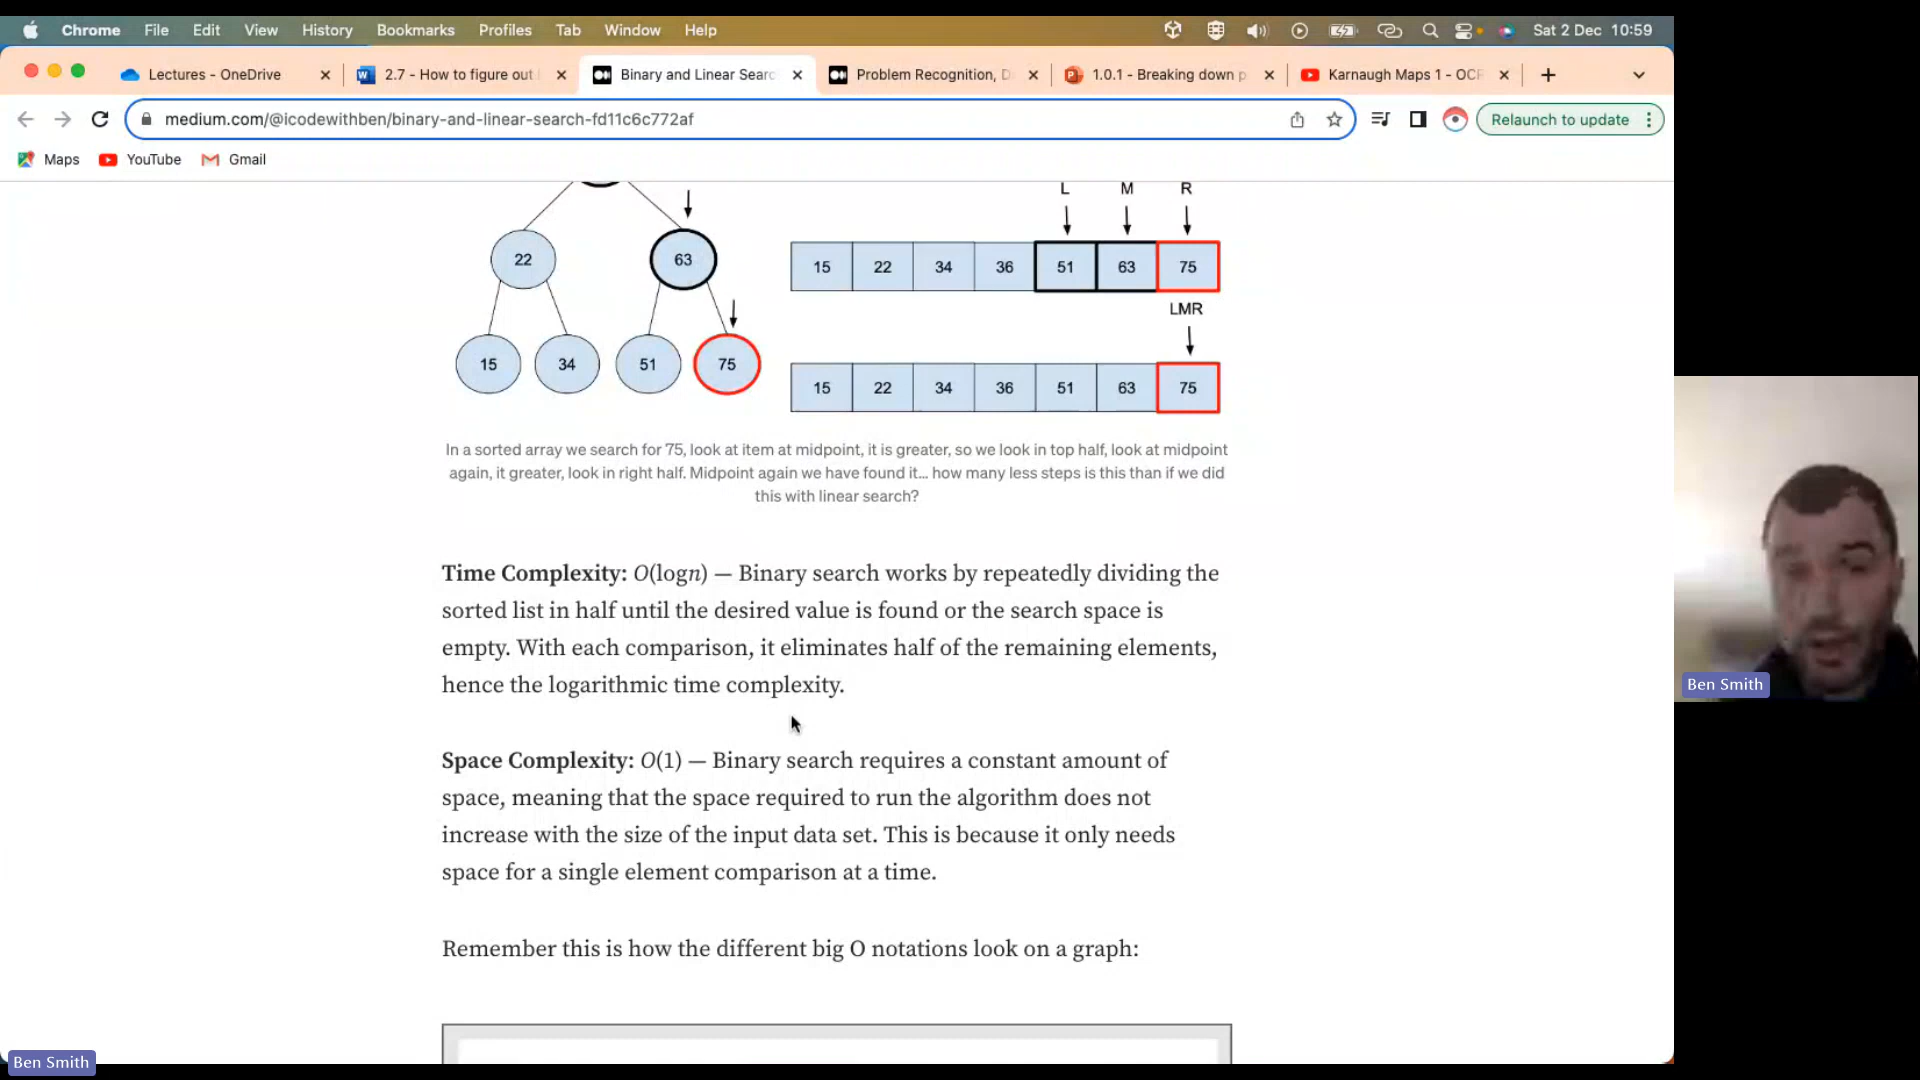 Chrome File Edit View History Bookmarks Profiles Tab Window Help Sat 2 Dec 10:59
Lectures - OneDrive 2.7 - How to figure out Binary and Linear Searc Problem Recognition, D 1.0.1 - Breaking down p Karnaugh Maps 1 - OCR
medium.com/@icodewithben/binary-and-linear-search-fd11c6c772af Relaunch to update
Maps YouTube Gmail
L M R
22 63
15 22 34 36 51 63 75
LMR
15 34 51 75
15 22 34 36 51 63 75
In a sorted array we search for 75, look at item at midpoint, it is greater, so we look in top half, look at midpoint
again, it greater, look in right half. Midpoint again we have found it... how many less steps is this than if we did
this with linear search?
Time Complexity: O(logn) — Binary search works by repeatedly dividing the
sorted list in half until the desired value is found or the search space is
empty. With each comparison, it eliminates half of the remaining elements,
hence the logarithmic time complexity.
Space Complexity: O(1) — Binary search requires a constant amount of
space, meaning that the space required to run the algorithm does not
increase with the size of the input data set. This is because it only needs
space for a single element comparison at a time.
Remember this is how the different big O notations look on a graph:
Ben Smith
Ben Smith